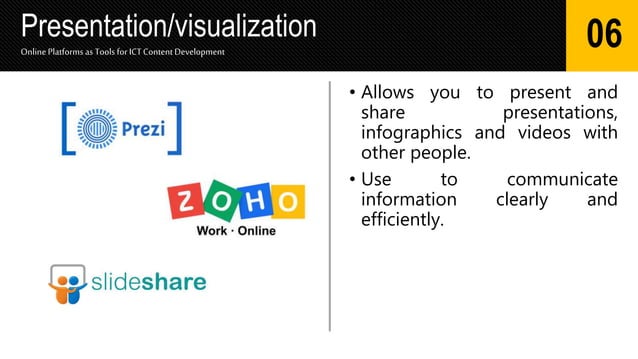 Presentation/visualization
Online Platforms as Tools for ICT Content Development
06
Prezi
ZOHO
Work · Online
slideshare
• Allows you to present and
share presentations,
infographics and videos with
other people.
• Use to communicate
information clearly and
efficiently.